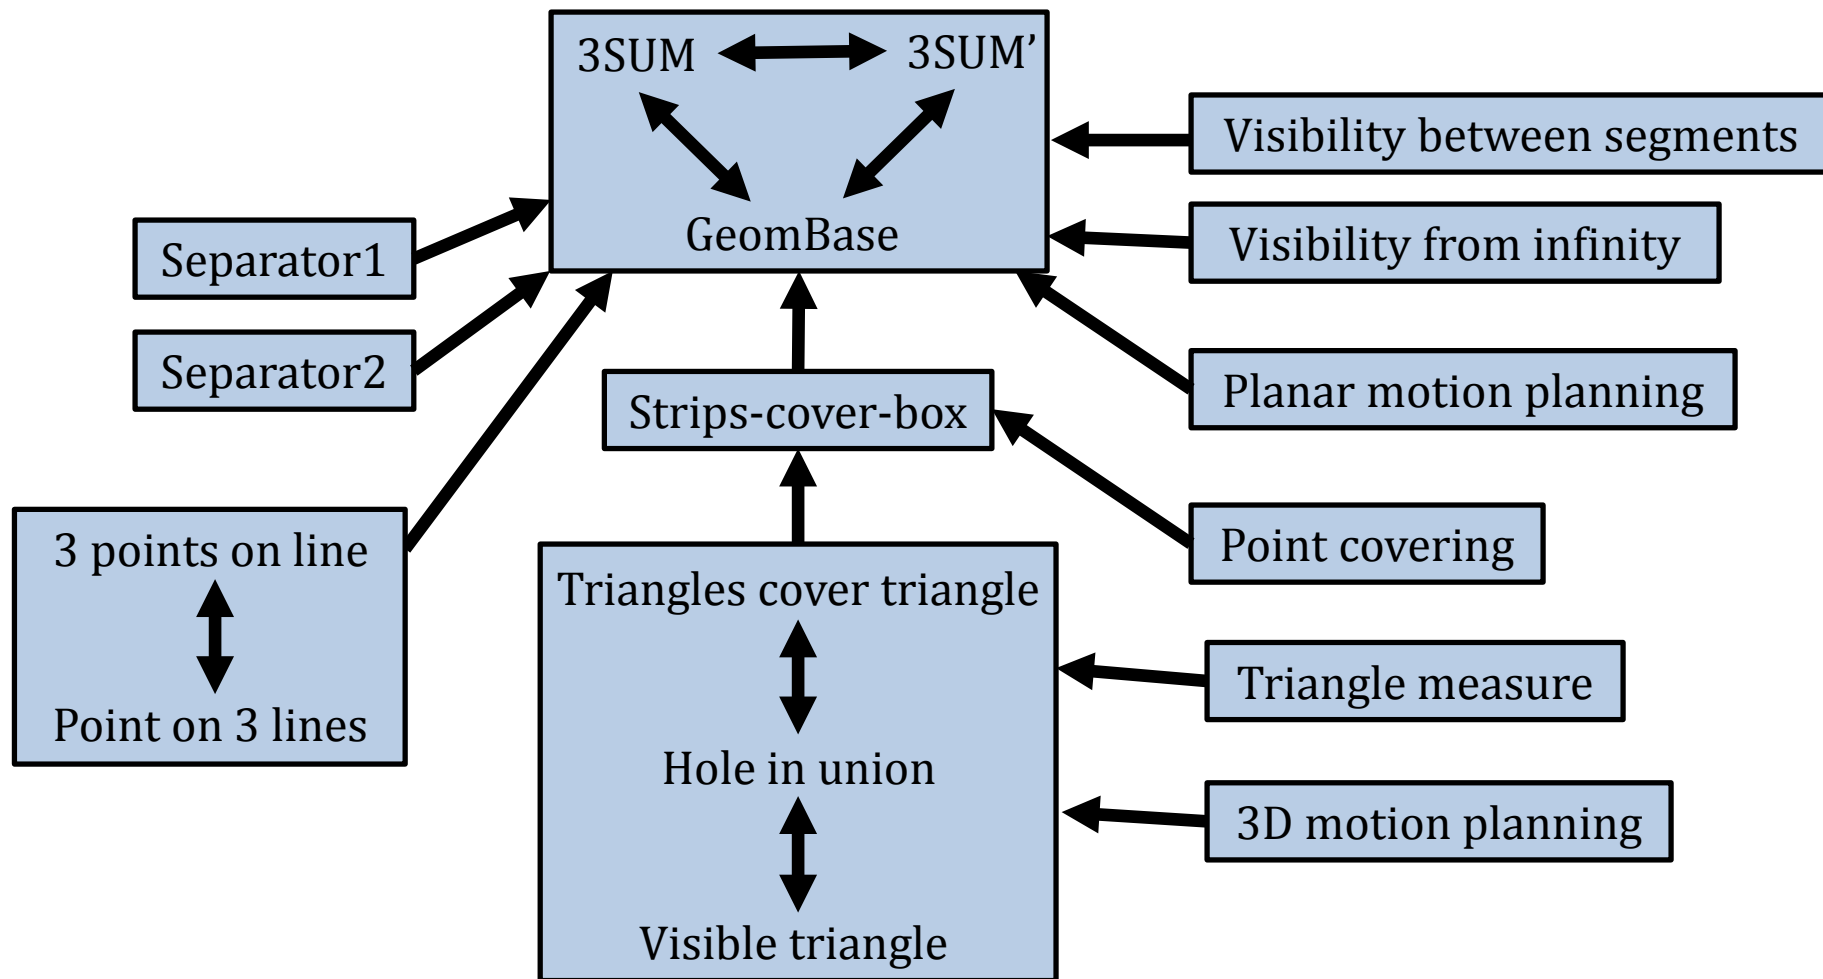 3SUM
3SUM’
GeomBase
Visibility between segments
Visibility from infinity
Separator1
Separator2
Planar motion planning
Strips-cover-box
3 points on line
Point on 3 lines
Point covering
Triangles cover triangle
Hole in union
Visible triangle
Triangle measure
3D motion planning